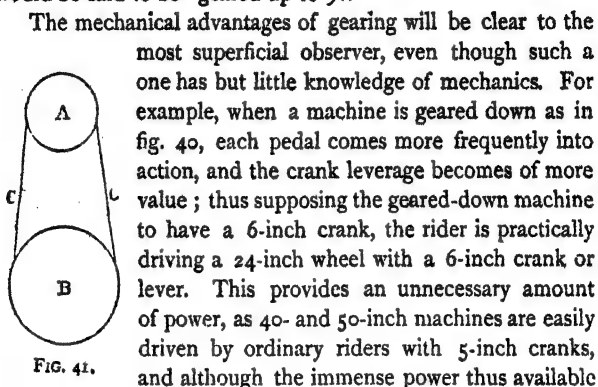 The mechanical advantages of gearing will be clear to the
most superficial observer, even though such a
one has but little knowledge of mechanics. For
example, when a machine is geared down as in
fig. 40, each pedal comes more frequently into
action, and the crank leverage becomes of more
value ; thus supposing the geared-down machine
to have a 6-inch crank, the rider is practically
driving a 24-inch wheel with a 6-inch crank or
lever. This provides an unnecessary amount
of power, as 40- and 50-inch machines are easily
driven by ordinary riders with 5-inch cranks,
and although the immense power thus available
A
C
B
FIG. 41.